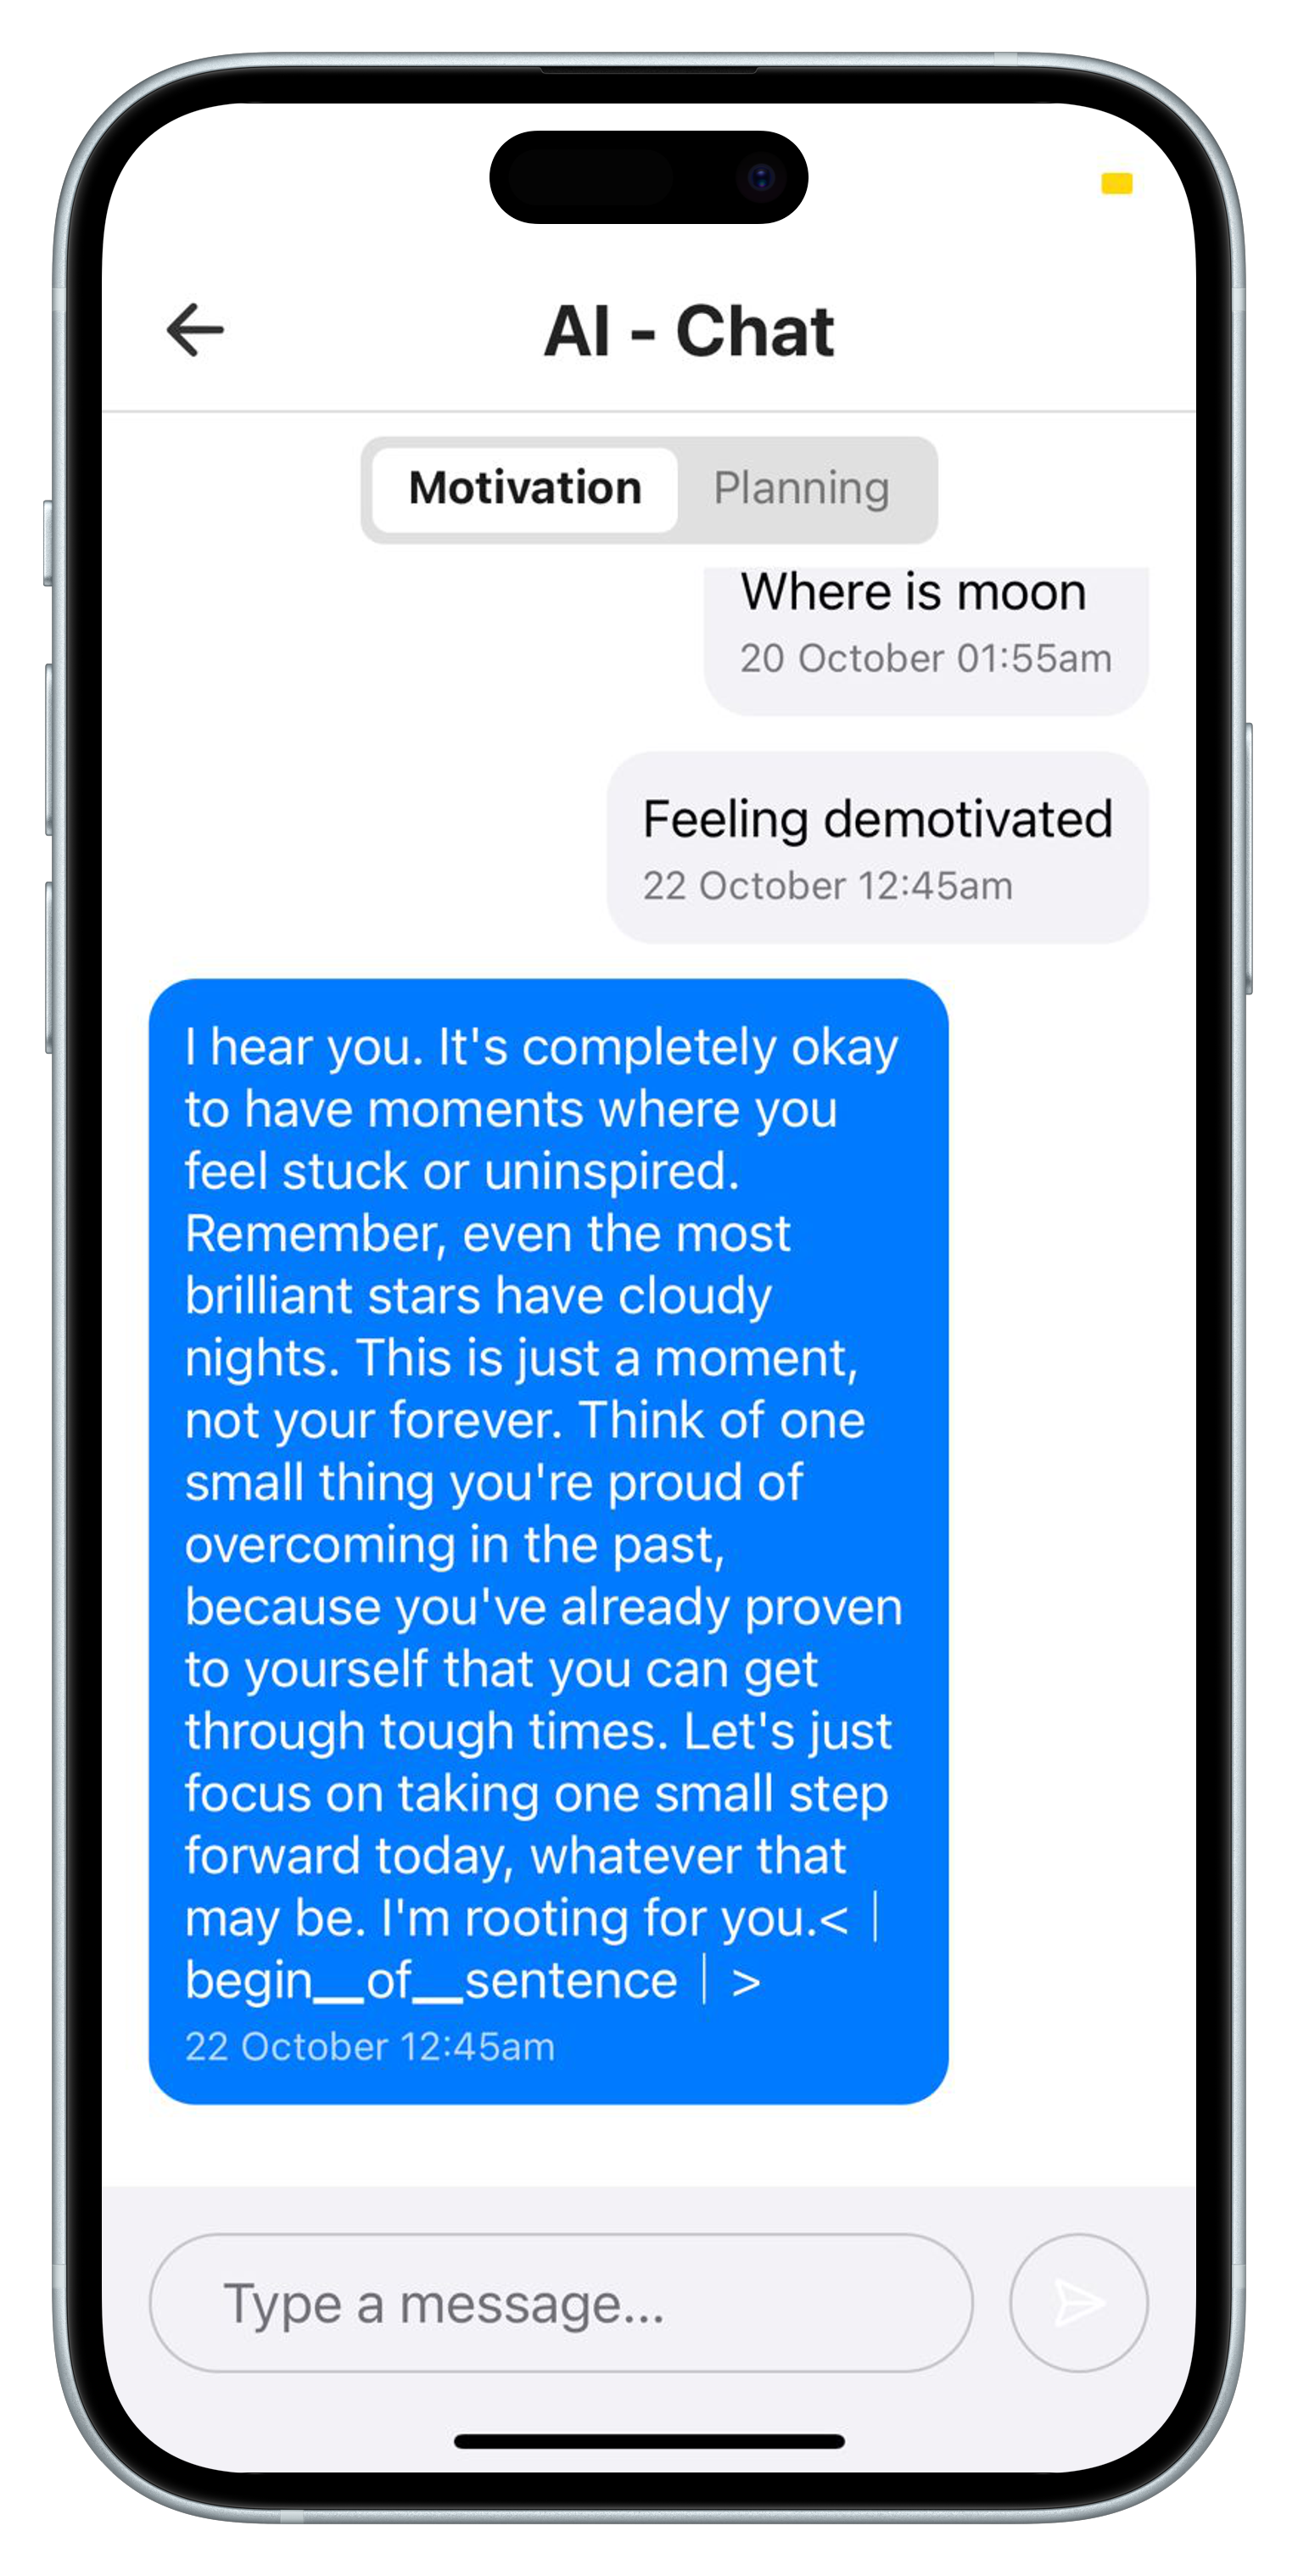 AI - Chat
Motivation Planning
Where is moon
20 October 01:55am
Feeling demotivated
22 October 12:45am
I hear you. It's completely okay
to have moments where you
feel stuck or uninspired.
Remember, even the most
brilliant stars have cloudy
nights. This is just a moment,
not your forever. Think of one
small thing you're proud of
overcoming in the past,
because you've already proven
to yourself that you can get
through tough times. Let's just
focus on taking one small step
forward today, whatever that
may be. I'm rooting for you.<｜
begin▁of▁sentence｜>
22 October 12:45am
Type a message...